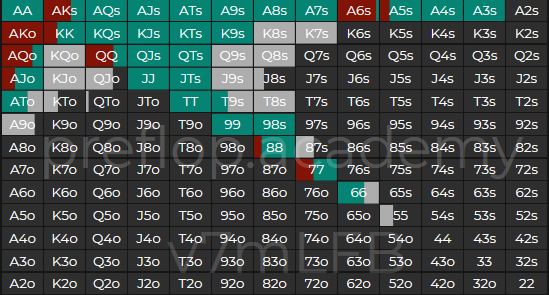 AA AKs AQs AJs ATs A9s A8s A7s A6s A5s A4s A3s A2s
AKo KK KQs KJs KTs K9s K8s K7s K6s K5s K4s K3s K2s
AQo KQo QQ QJs QTs Q9s Q8s Q7s Q6s Q5s Q4s Q3s Q2s
AJo KJo QJo JJ JTs J9s J8s J7s J6s J5s J4s J3s J2s
ATo KTo QTo JTo TT T9s T8s T7s T6s T5s T4s T3s T2s
A9o K9o Q9o J9o T9o 99 98s 97s 96s 95s 94s 93s 92s
A8o K8o Q8o J8o T8o 98o 88 87s 86s 85s 84s 83s 82s
preflop.academy
A7o K7o Q7o J7o T7o 97o 87o 77 76s 75s 74s 73s 72s
A6o K6o Q6o J6o T6o 96o 86o 76o 66 65s 64s 63s 62s
A5o K5o Q5o J5o T5o 95o 85o 75o 65o 55 54s 53s 52s
A4o K4o Q4o J4o T4o 94o 84o 74o 64o 54o 44 43s 42s
v7mLFB
A3o K3o Q3o J3o T3o 93o 83o 73o 63o 53o 43o 33 32s
A2o K2o Q2o J2o T2o 92o 82o 72o 62o 52o 42o 32o 22